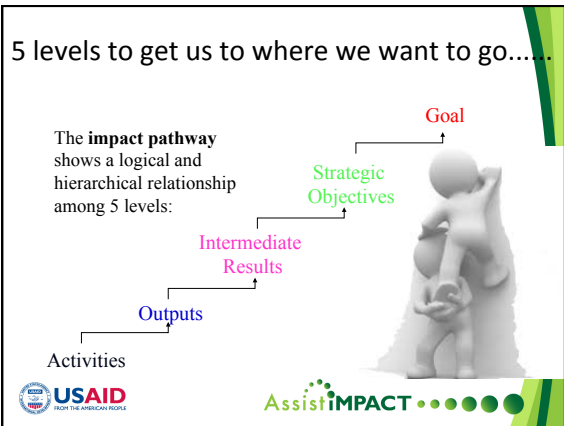 5 levels to get us to where we want to go......
Goal
The impact pathway
shows a logical and
hierarchical relationship
among 5 levels:
Strategic
Objectives
Intermediate
Results
Outputs
Activities
USAID
FROM THE AMERICAN PEOPLE
AssistIMPACT